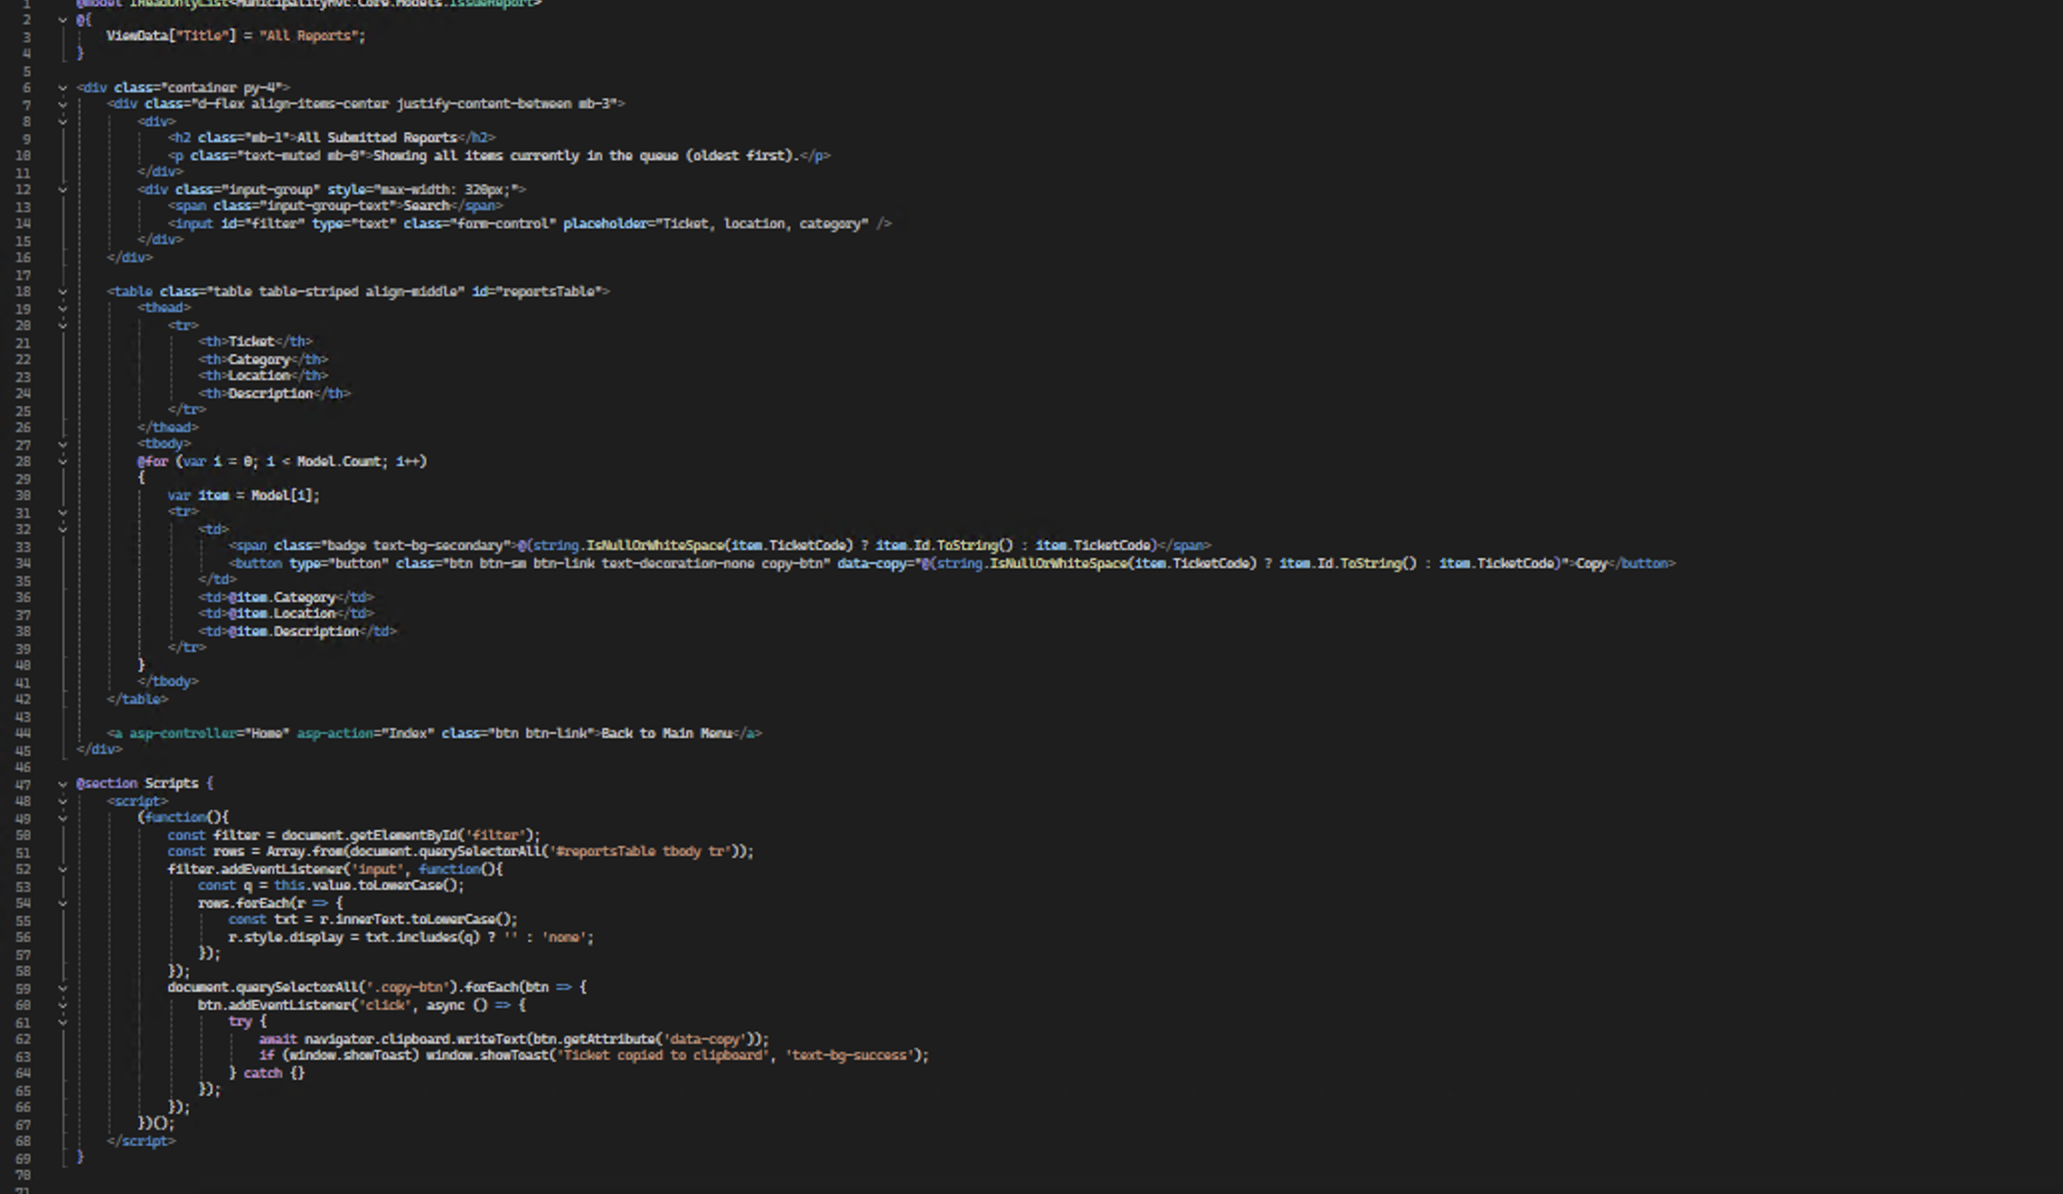 1 @model IReadOnlyList<MunicipalityMvc.Core.Models.IssueReport>
2 @{
3 ViewData["Title"] = "All Reports";
4 }
5
6 <div class="container py-4">
7 <div class="d-flex align-items-center justify-content-between mb-3">
8 <div>
9 <h2 class="mb-1">All Submitted Reports</h2>
10 <p class="text-muted mb-0">Showing all items currently in the queue (oldest first).</p>
11 </div>
12 <div class="input-group" style="max-width: 320px;">
13 <span class="input-group-text">Search</span>
14 <input id="filter" type="text" class="form-control" placeholder="Ticket, location, category" />
15 </div>
16 </div>
17
18 <table class="table table-striped align-middle" id="reportsTable">
19 <thead>
20 <tr>
21 <th>Ticket</th>
22 <th>Category</th>
23 <th>Location</th>
24 <th>Description</th>
25 </tr>
26 </thead>
27 <tbody>
28 @for (var i = 0; i < Model.Count; i++)
29 {
30 var item = Model[i];
31 <tr>
32 <td>
33 <span class="badge text-bg-secondary">@(string.IsNullOrWhiteSpace(item.TicketCode) ? item.Id.ToString() : item.TicketCode)</span>
34 <button type="button" class="btn btn-sm btn-link text-decoration-none copy-btn" data-copy="@(string.IsNullOrWhiteSpace(item.TicketCode) ? item.Id.ToString() : item.TicketCode)">Copy</button>
35 </td>
36 <td>@item.Category</td>
37 <td>@item.Location</td>
38 <td>@item.Description</td>
39 </tr>
40 }
41 </tbody>
42 </table>
43
44 <a asp-controller="Home" asp-action="Index" class="btn btn-link">Back to Main Menu</a>
45 </div>
46
47 @section Scripts {
48 <script>
49 (function(){
50 const filter = document.getElementById('filter');
51 const rows = Array.from(document.querySelectorAll('#reportsTable tbody tr'));
52 filter.addEventListener('input', function(){
53 const q = this.value.toLowerCase();
54 rows.forEach(r => {
55 const txt = r.innerText.toLowerCase();
56 r.style.display = txt.includes(q) ? '' : 'none';
57 });
58 });
59 document.querySelectorAll('.copy-btn').forEach(btn => {
60 btn.addEventListener('click', async () => {
61 try {
62 await navigator.clipboard.writeText(btn.getAttribute('data-copy'));
63 if (window.showToast) window.showToast('Ticket copied to clipboard', 'text-bg-success');
64 } catch {}
65 });
66 });
67 })();
68 </script>
69 }
70
71